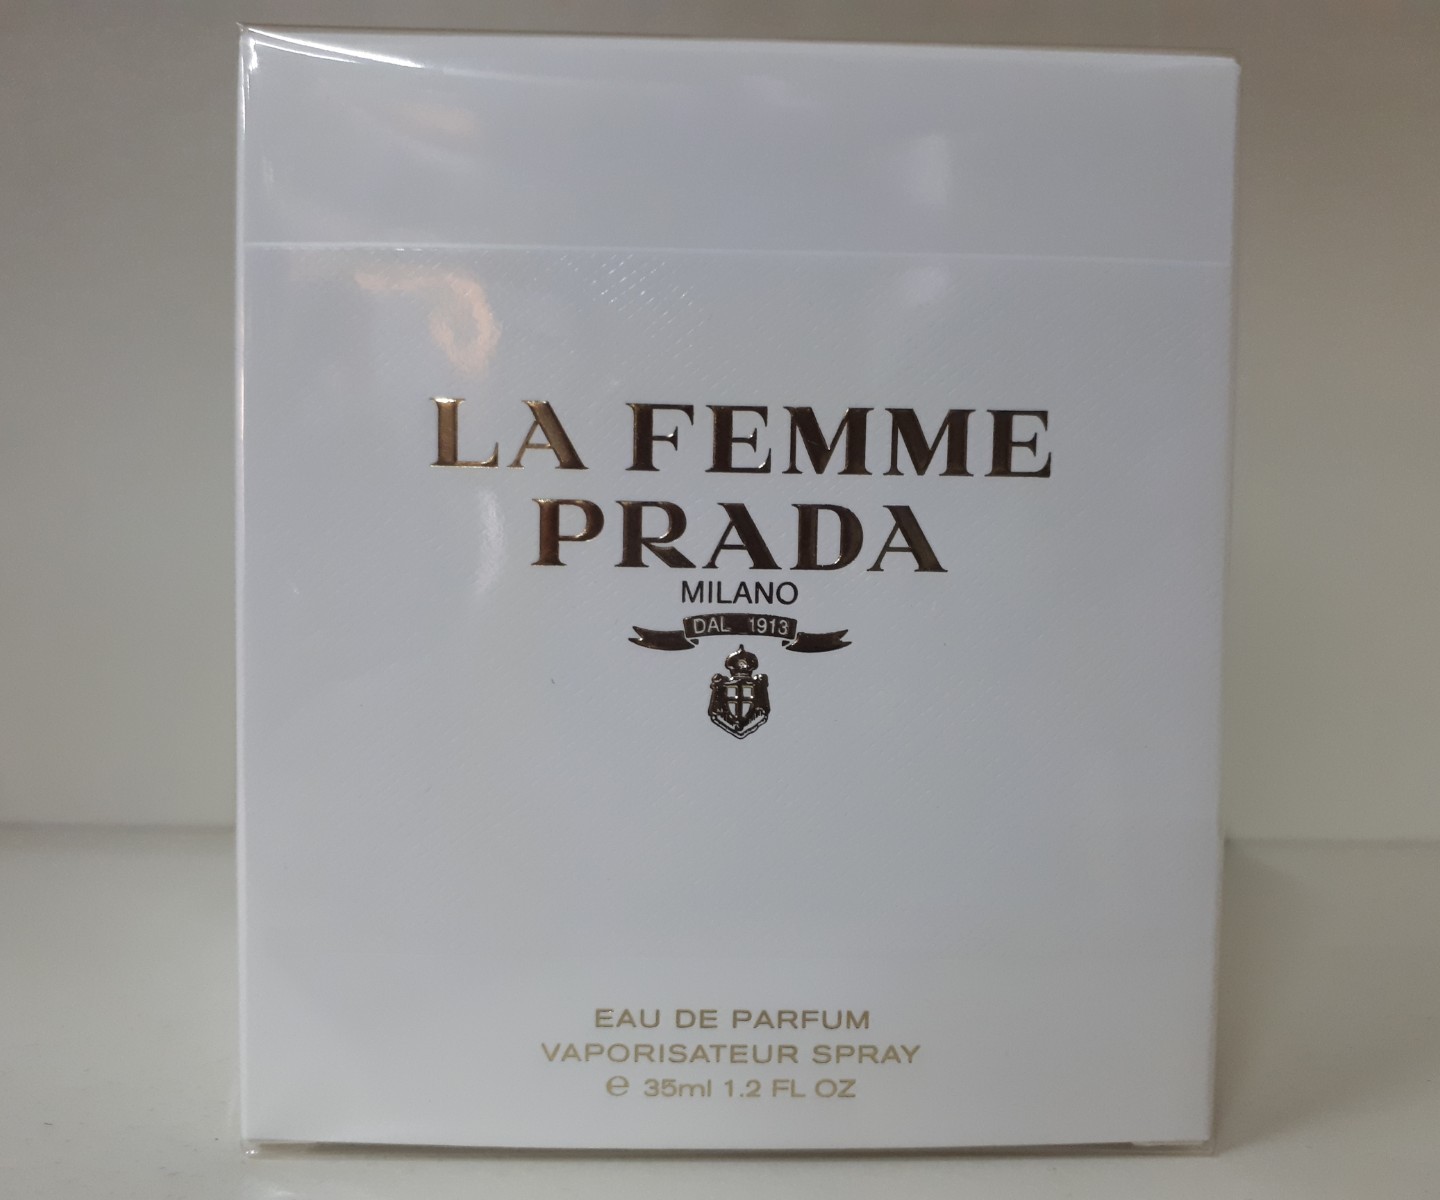 LA FEMME
PRADA
MILANO
DAL 1913
EAU DE PARFUM
VAPORISATEUR SPRAY
℮ 35ml 1.2 FL OZ